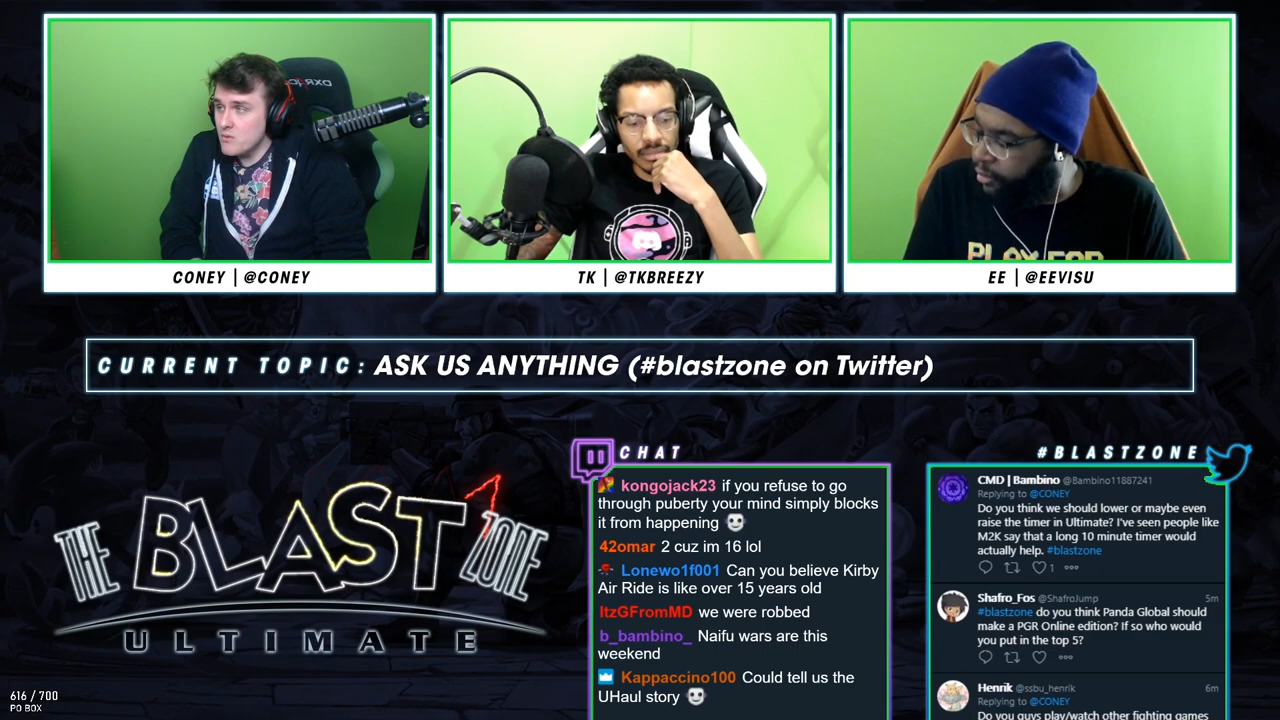 DXRACER
PLAY FOR
CONEY | @CONEY
TK | @TKBREEZY
EE | @EEVISU
CURRENT TOPIC: ASK US ANYTHING (#blastzone on Twitter)
THE BLAST ZONE
ULTIMATE
616 / 700
PO BOX
CHAT
kongojack23 if you refuse to go
through puberty your mind simply blocks
it from happening
42omar 2 cuz im 16 lol
Lonewo1f001 Can you believe Kirby
Air Ride is like over 15 years old
ItzGFromMD we were robbed
b_bambino_ Naifu wars are this
weekend
Kappaccino100 Could tell us the
UHaul story
#BLASTZONE
CMD | Bambino @Bambino11887241
Replying to @CONEY
Do you think we should lower or maybe even
raise the timer in Ultimate? I've seen people like
M2K say that a long 10 minute timer would
actually help. #blastzone
1
Shafro_Fos @ShafroJump 5m
#blastzone do you think Panda Global should
make a PGR Online edition? If so who would
you put in the top 5?
Henrik @ssbu_henrik 6m
Replying to @CONEY
Do you guys play/watch other fighting games